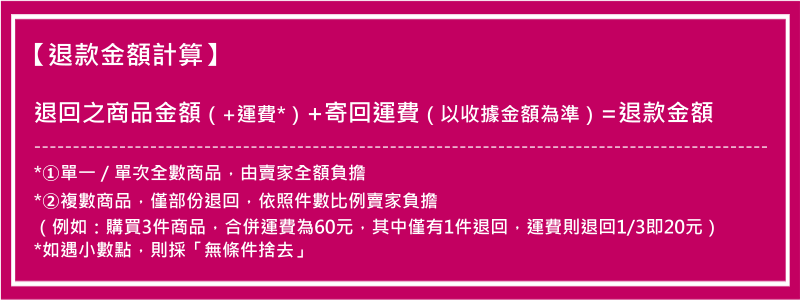 【退款金額計算】
退回之商品金額（+運費*）+寄回運費（以收據金額為準）=退款金額
*①單一／單次全數商品，由賣家全額負擔
*②複數商品，僅部份退回，依照件數比例賣家負擔
（例如：購買3件商品，合併運費為60元，其中僅有1件退回，運費則退回1/3即20元）
*如遇小數點，則採「無條件捨去」